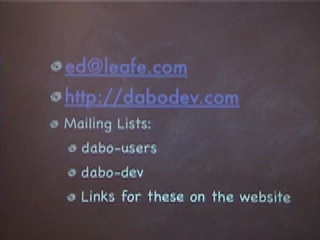 ed@leafe.com
http://dabodev.com
Mailing Lists:
dabo-users
dabo-dev
Links for these on the website